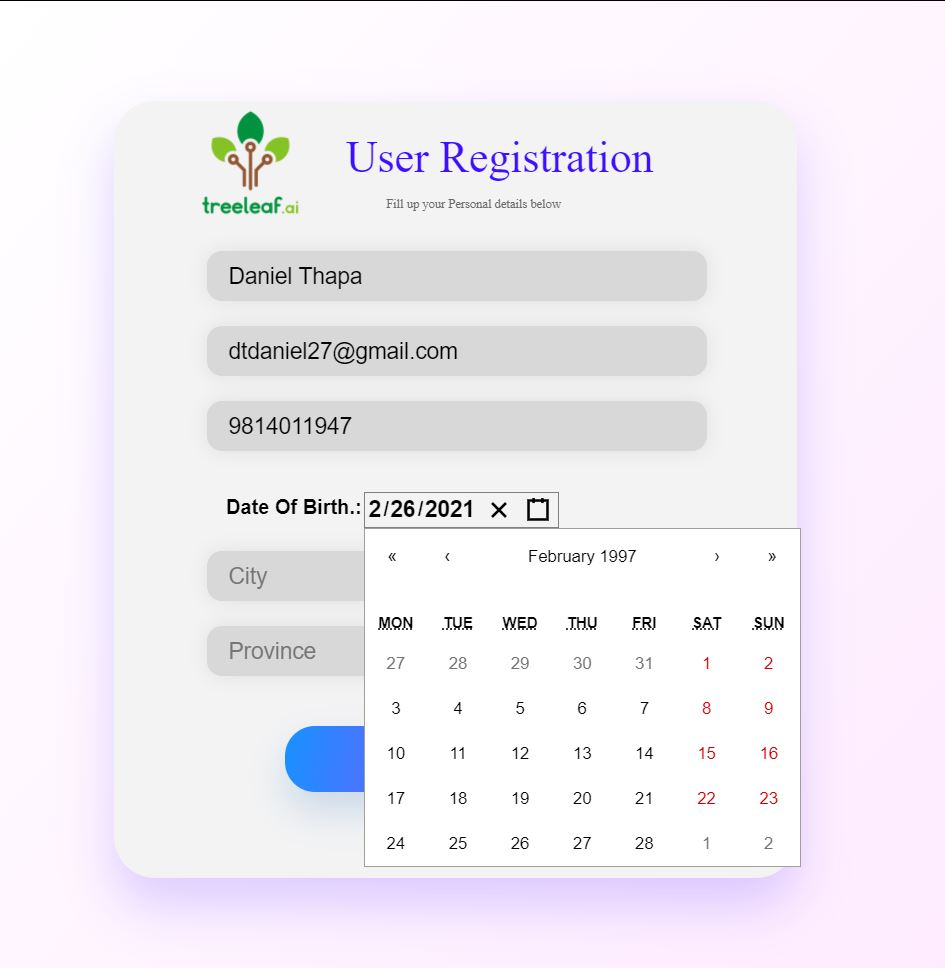 treeleaf.ai
User Registration
Fill up your Personal details below
Daniel Thapa
dtdaniel27@gmail.com
9814011947
Date Of Birth.: 2/26/2021
« ‹ February 1997 › »
MON TUE WED THU FRI SAT SUN
27 28 29 30 31 1 2
3 4 5 6 7 8 9
10 11 12 13 14 15 16
17 18 19 20 21 22 23
24 25 26 27 28 1 2
City
Province